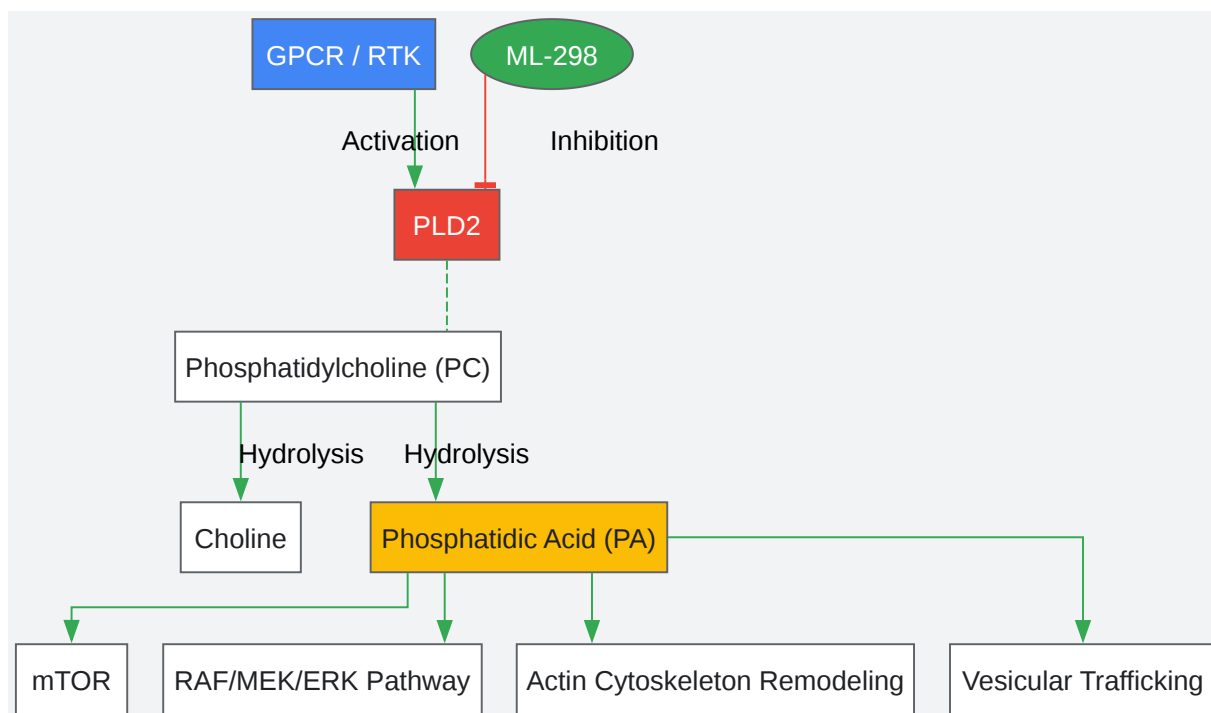 GPCR / RTK
ML-298
Activation
Inhibition
PLD2
Phosphatidylcholine (PC)
Hydrolysis
Hydrolysis
Choline
Phosphatidic Acid (PA)
mTOR
RAF/MEK/ERK Pathway
Actin Cytoskeleton Remodeling
Vesicular Trafficking